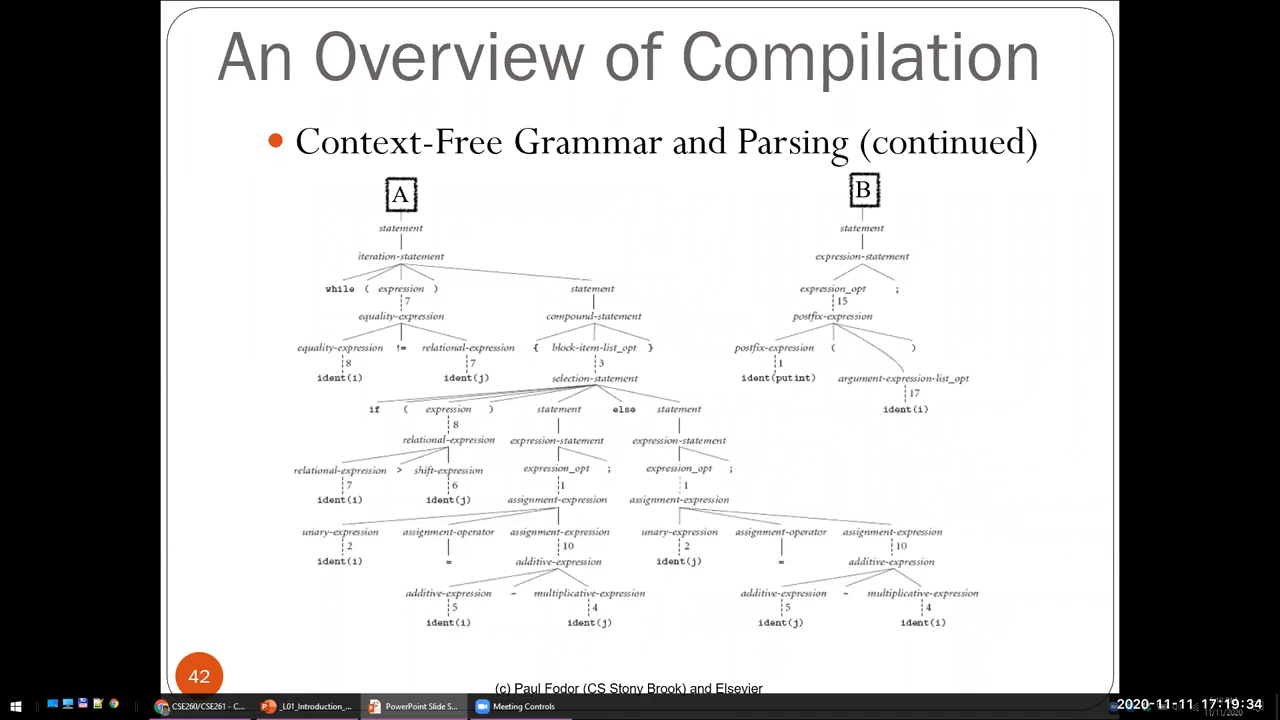 An Overview of Compilation
Context-Free Grammar and Parsing (continued)
A B
statement statement
iteration-statement expression-statement
while ( expression ) statement expression_opt ;
7 15
equality-expression compound-statement postfix-expression
equality-expression != relational-expression { block-item-list_opt } postfix-expression ( )
8 7 3 1
ident(i) ident(j) selection-statement ident(putint) argument-expression-list_opt
17
if ( expression ) statement else statement ident(i)
8
relational-expression expression-statement expression-statement
relational-expression > shift-expression expression_opt ; expression_opt ;
7 6 1 1
ident(i) ident(j) assignment-expression assignment-expression
unary-expression assignment-operator assignment-expression unary-expression assignment-operator assignment-expression
2 10 2 10
ident(i) = additive-expression ident(j) = additive-expression
additive-expression - multiplicative-expression additive-expression - multiplicative-expression
5 4 5 4
ident(i) ident(j) ident(j) ident(i)
42
(c) Paul Fodor (CS Stony Brook) and Elsevier
CSE260/CSE261 - C... _L01_Introduction_... PowerPoint Slide S... Meeting Controls
2020-11-11 17:19:34
11/11/2020